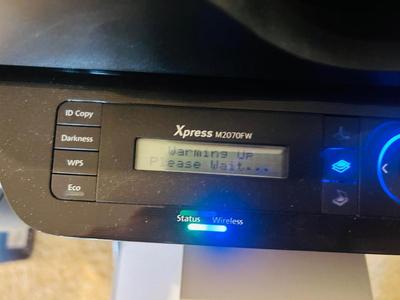 ID Copy
Darkness
WPS
Eco
Xpress M2070FW
Warming Up
Please Wait...
Status Wireless